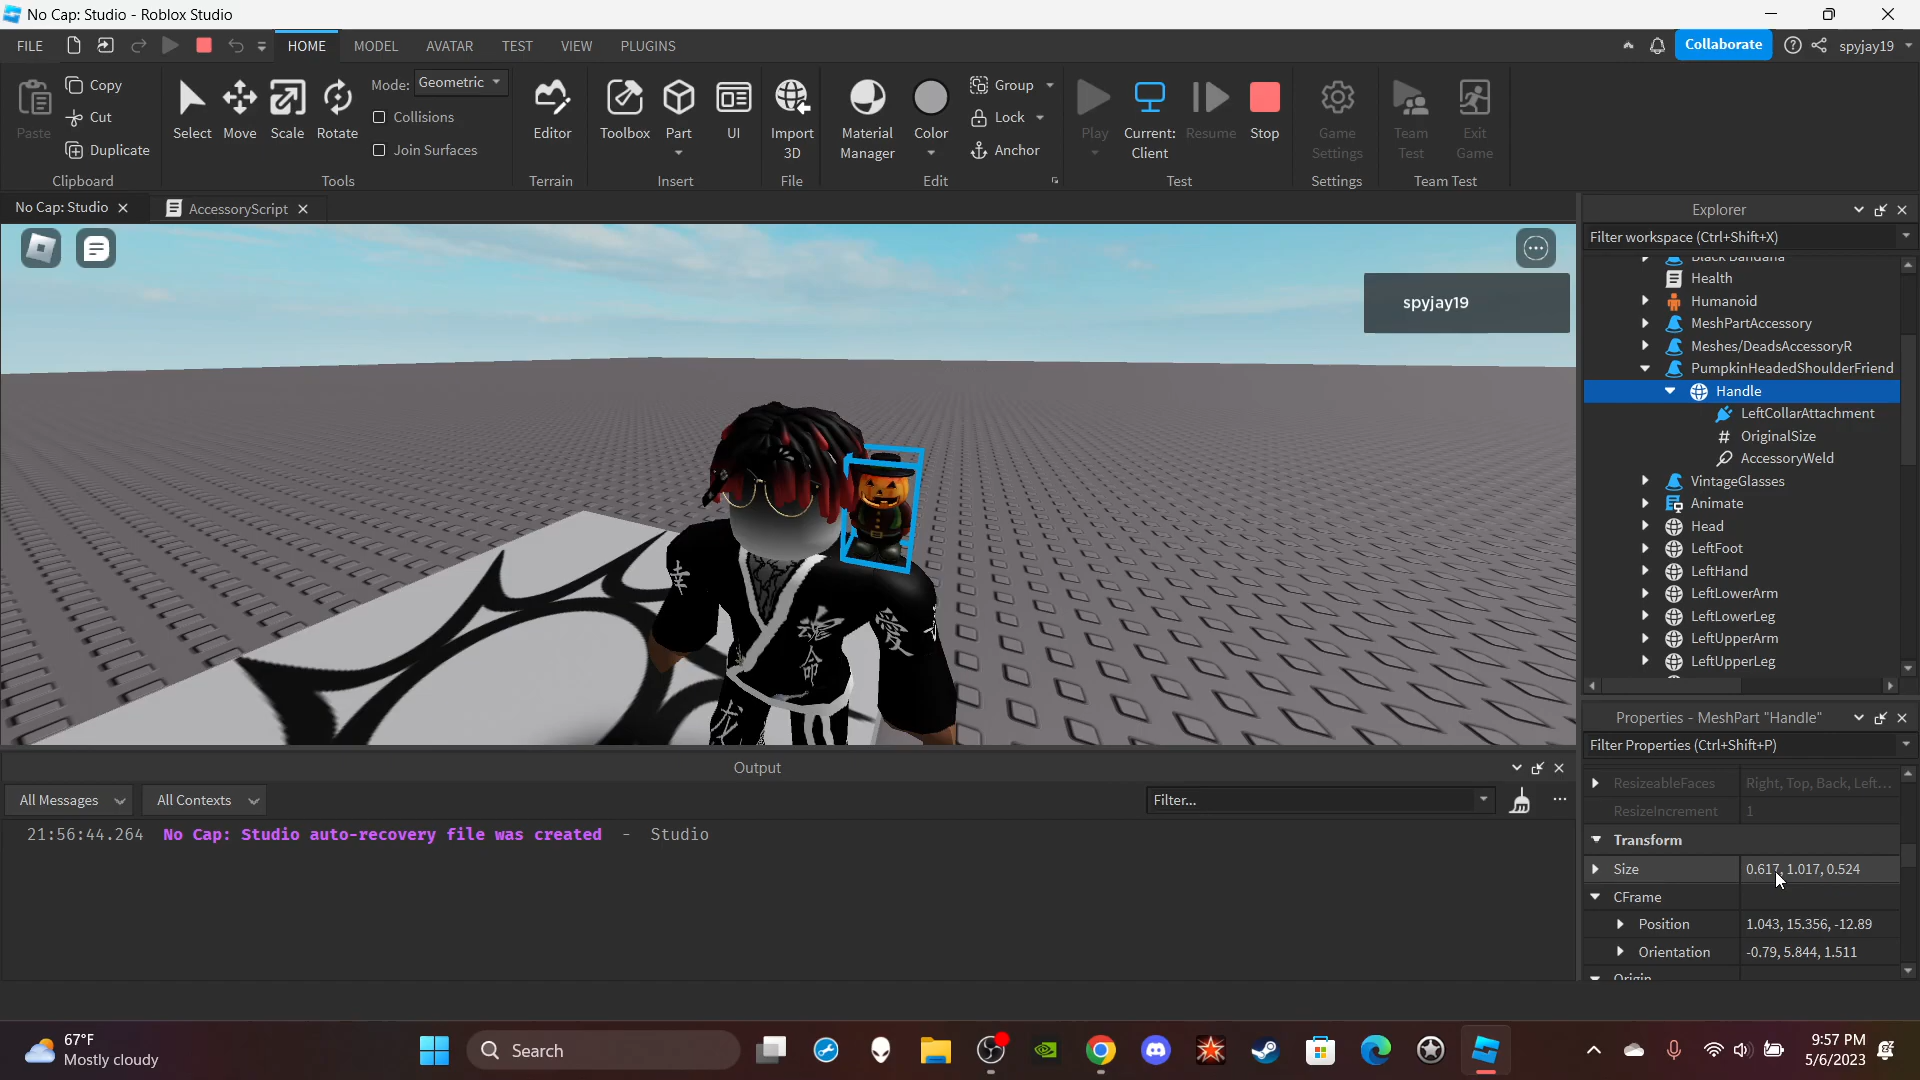 No Cap: Studio - Roblox Studio
FILE HOME MODEL AVATAR TEST VIEW PLUGINS Collaborate spyjay19
Paste Copy Cut Duplicate
Clipboard
Select Move Scale Rotate
Mode: Geometric
Collisions
Join Surfaces
Tools
Editor
Terrain
Toolbox Part UI
Insert
Import
3D
File
Material
Manager
Color
Group
Lock
Anchor
Edit
Play
Current:
Client
Resume
Stop
Test
Game
Settings
Settings
Team
Test
Exit
Game
Team Test
No Cap: Studio
AccessoryScript
spyjay19
幸
魂
命
愛
龙
Explorer
Filter workspace (Ctrl+Shift+X)
Black Bandana
Health
Humanoid
MeshPartAccessory
Meshes/DeadsAccessoryR
PumpkinHeadedShoulderFriend
Handle
LeftCollarAttachment
OriginalSize
AccessoryWeld
VintageGlasses
Animate
Head
LeftFoot
LeftHand
LeftLowerArm
LeftLowerLeg
LeftUpperArm
LeftUpperLeg
Properties - MeshPart "Handle"
Filter Properties (Ctrl+Shift+P)
ResizeableFaces Right, Top, Back, Left...
ResizeIncrement 1
Transform
Size 0.617, 1.017, 0.524
CFrame
Position 1.043, 15.356, -12.89
Orientation -0.79, 5.844, 1.511
Origin
Output
All Messages All Contexts Filter...
21:56:44.264 No Cap: Studio auto-recovery file was created - Studio
67°F
Mostly cloudy
Search
9:57 PM
5/6/2023